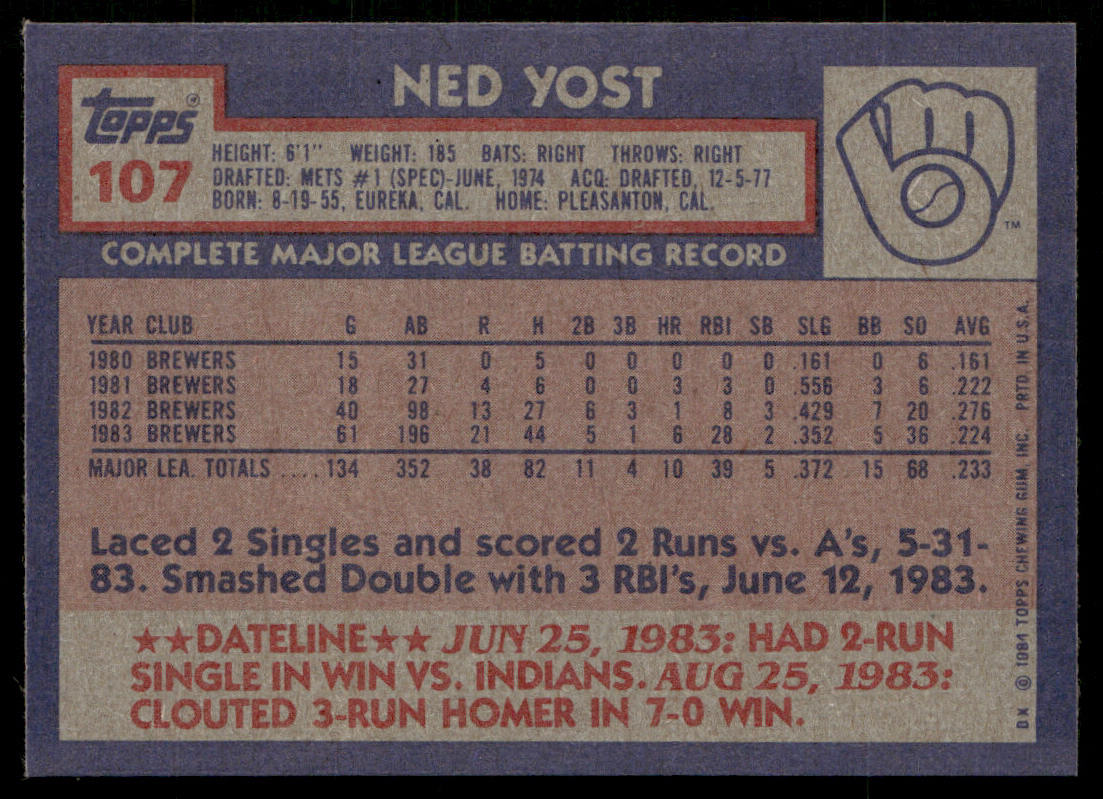 NED YOST
topps ®
107
HEIGHT: 6'1" WEIGHT: 185 BATS: RIGHT THROWS: RIGHT
DRAFTED: METS #1 (SPEC)-JUNE, 1974 ACQ: DRAFTED, 12-5-77
BORN: 8-19-55, EUREKA, CAL. HOME: PLEASANTON, CAL.
TM
COMPLETE MAJOR LEAGUE BATTING RECORD
YEAR CLUB G AB R H 2B 3B HR RBI SB SLG BB SO AVG
1980 BREWERS 15 31 0 5 0 0 0 0 0 .161 0 6 .161
1981 BREWERS 18 27 4 6 0 0 3 3 0 .556 3 6 .222
1982 BREWERS 40 98 13 27 6 3 1 8 3 .429 7 20 .276
1983 BREWERS 61 196 21 44 5 1 6 28 2 .352 5 36 .224
MAJOR LEA. TOTALS .... 134 352 38 82 11 4 10 39 5 .372 15 68 .233
Laced 2 Singles and scored 2 Runs vs. A's, 5-31-
83. Smashed Double with 3 RBI's, June 12, 1983.
★★DATELINE★★ JUN 25, 1983: HAD 2-RUN
SINGLE IN WIN VS. INDIANS. AUG 25, 1983:
CLOUTED 3-RUN HOMER IN 7-0 WIN.
D* © 1984 TOPPS CHEWING GUM, INC. PRTD. IN U.S.A.